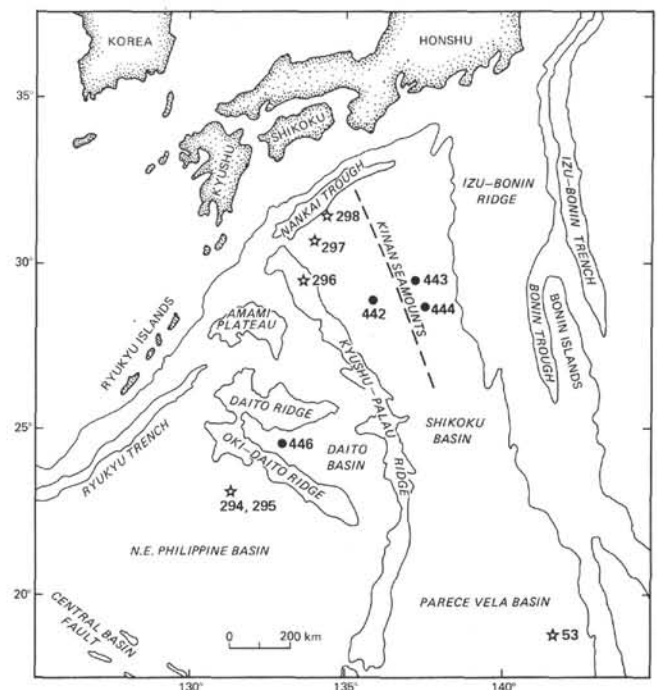 KOREA
HONSHU
35°
SHIKOKU
KYUSHU
NANKAI TROUGH
IZU-BONIN
RIDGE
IZU-BONIN TRENCH
298
297
KINAN SEAMOUNTS
30°
296
443
442
444
AMAMI
PLATEAU
RYUKYU ISLANDS
KYUSHU-PALAU
RIDGE
BONIN TROUGH
BONIN ISLANDS
DAITO RIDGE
SHIKOKU
BASIN
25°
446
DAITO
BASIN
OKI-DAITO RIDGE
RYUKYU TRENCH
294, 295
N.E. PHILIPPINE BASIN
20°
PARECE VELA BASIN
CENTRAL BASIN
FAULT
0 200 km
53
130°
135°
140°